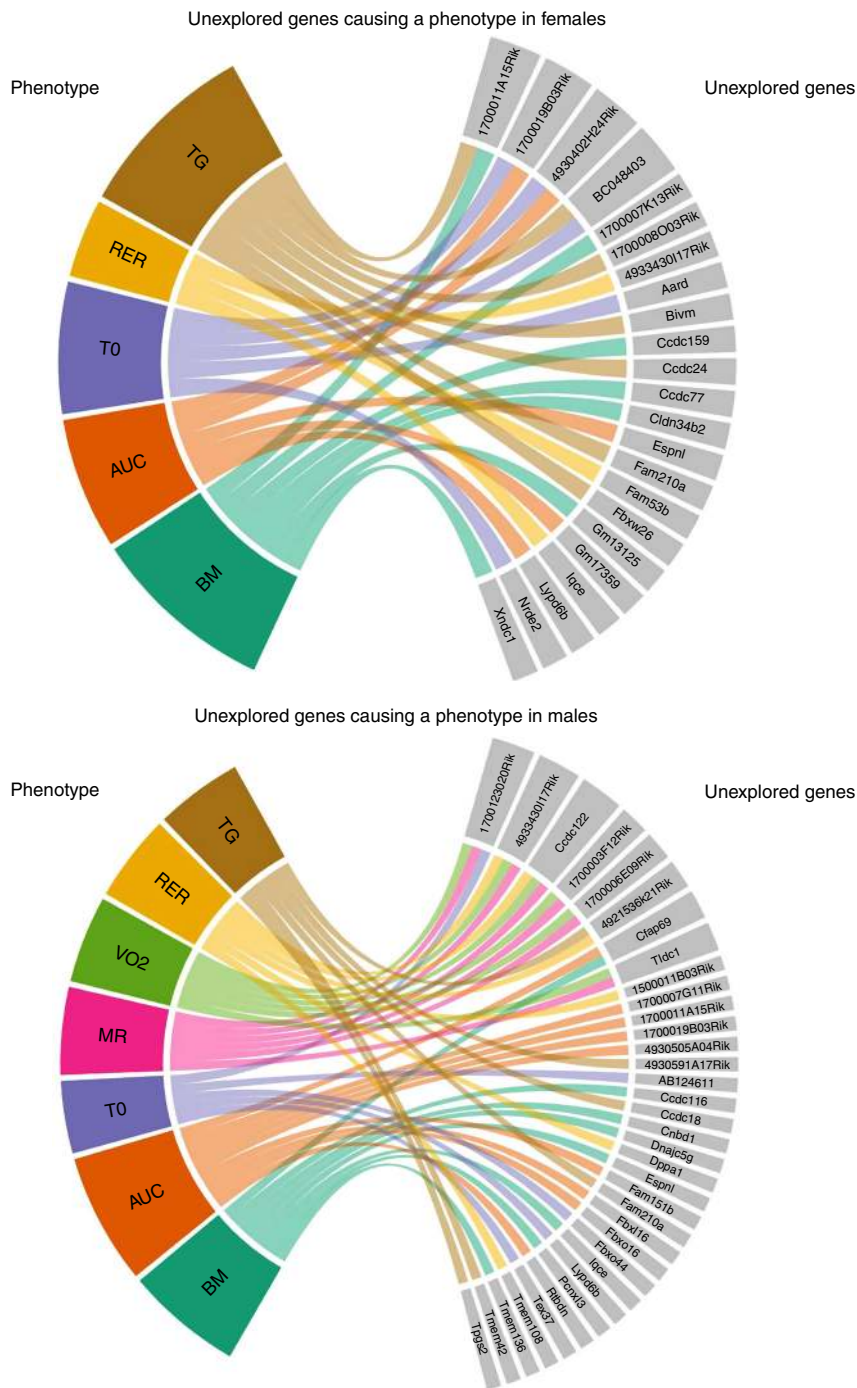 Unexplored genes causing a phenotype in females
Phenotype
Unexplored genes
TG
RER
T0
AUC
BM
1700011A15Rik
1700019B03Rik
4930402H24Rik
BC048403
1700007K13Rik
1700008O03Rik
4933430I17Rik
Aard
Bivm
Ccdc159
Ccdc24
Ccdc77
Cldn34b2
Espnl
Fam210a
Fam53b
Fbxw26
Gm13125
Gm17359
Iqce
Lypd6b
Nrde2
Xndc1
Unexplored genes causing a phenotype in males
Phenotype
Unexplored genes
TG
RER
VO2
MR
T0
AUC
BM
1700123020Rik
4933430I17Rik
Ccdc122
1700003F12Rik
1700006E09Rik
4921536k21Rik
Cfap69
Tldc1
1500011B03Rik
1700007G11Rik
1700011A15Rik
1700019B03Rik
4930505A04Rik
4930591A17Rik
AB124611
Ccdc116
Ccdc18
Cnbd1
Dnajc5g
Dppa1
Espnl
Fam151b
Fam210a
Fbxl16
Fbxo16
Fbxo44
Iqce
Lypd6b
Pcnxl3
Rtbdn
Tex37
Tmem108
Tmem136
Tmem42
Tpgs2